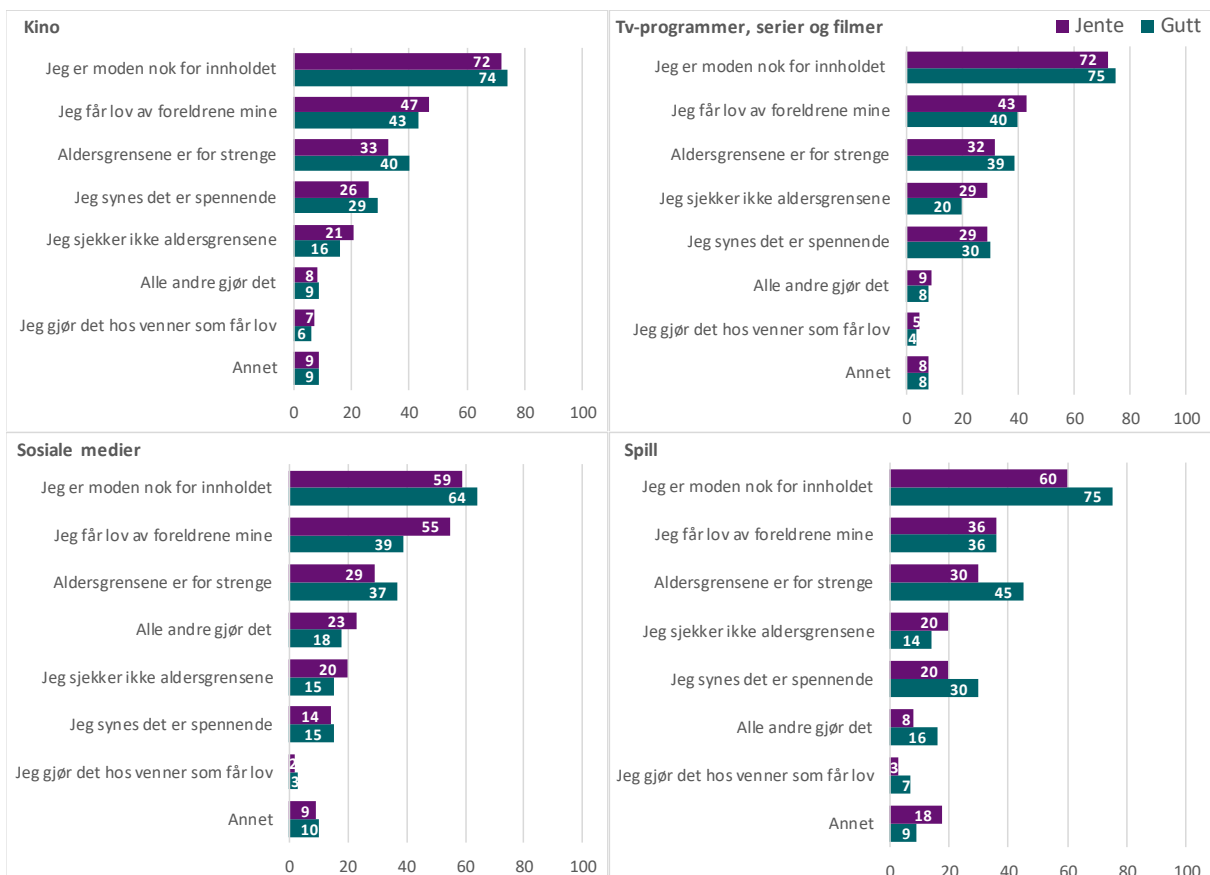 Kino
Jeg er moden nok for innholdet 72 74
Jeg får lov av foreldrene mine 47 43
Aldersgrensene er for strenge 33 40
Jeg synes det er spennende 26 29
Jeg sjekker ikke aldersgrensene 21 16
Alle andre gjør det 8 9
Jeg gjør det hos venner som får lov 7 6
Annet 9 9
0 20 40 60 80 100
Tv-programmer, serier og filmer Jente Gutt
Jeg er moden nok for innholdet 72 75
Jeg får lov av foreldrene mine 43 40
Aldersgrensene er for strenge 32 39
Jeg sjekker ikke aldersgrensene 29 20
Jeg synes det er spennende 29 30
Alle andre gjør det 9 8
Jeg gjør det hos venner som får lov 5 4
Annet 8 8
0 20 40 60 80 100
Sosiale medier
Jeg er moden nok for innholdet 59 64
Jeg får lov av foreldrene mine 55 39
Aldersgrensene er for strenge 29 37
Alle andre gjør det 23 18
Jeg sjekker ikke aldersgrensene 20 15
Jeg synes det er spennende 14 15
Jeg gjør det hos venner som får lov 2 3
Annet 9 10
0 20 40 60 80 100
Spill
Jeg er moden nok for innholdet 60 75
Jeg får lov av foreldrene mine 36 36
Aldersgrensene er for strenge 30 45
Jeg sjekker ikke aldersgrensene 20 14
Jeg synes det er spennende 20 30
Alle andre gjør det 8 16
Jeg gjør det hos venner som får lov 3 7
Annet 18 9
0 20 40 60 80 100